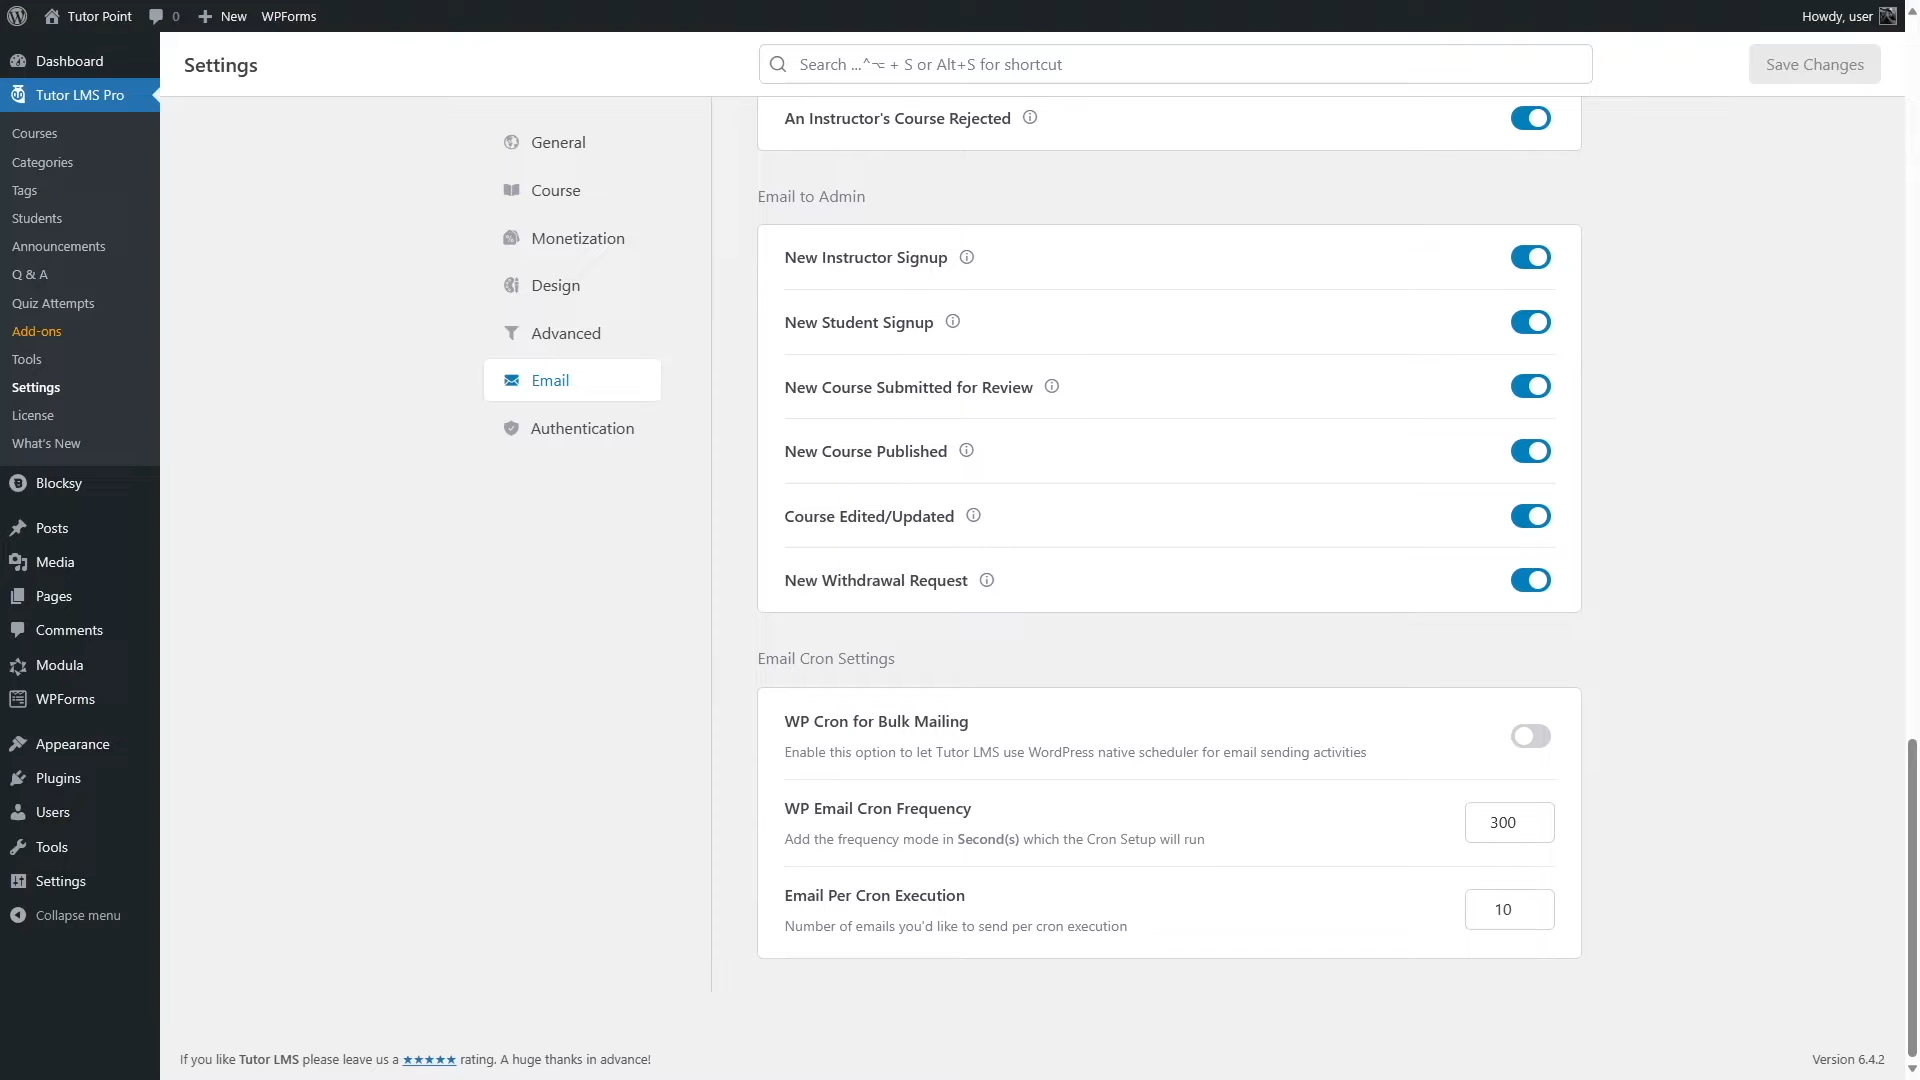 Tutor Point
0
New
WPForms
Howdy, user
Dashboard
Tutor LMS Pro
Courses
Categories
Tags
Students
Announcements
Q & A
Quiz Attempts
Add-ons
Tools
Settings
License
What's New
Blocksy
Posts
Media
Pages
Comments
Modula
WPForms
Appearance
Plugins
Users
Tools
Settings
Collapse menu
Settings
Search ...^⌥ + S or Alt+S for shortcut
Save Changes
General
Course
Monetization
Design
Advanced
Email
Authentication
An Instructor's Course Rejected
Email to Admin
New Instructor Signup
New Student Signup
New Course Submitted for Review
New Course Published
Course Edited/Updated
New Withdrawal Request
Email Cron Settings
WP Cron for Bulk Mailing
Enable this option to let Tutor LMS use WordPress native scheduler for email sending activities
WP Email Cron Frequency
Add the frequency mode in Second(s) which the Cron Setup will run
300
Email Per Cron Execution
Number of emails you'd like to send per cron execution
10
If you like Tutor LMS please leave us a ★★★★★ rating. A huge thanks in advance!
Version 6.4.2